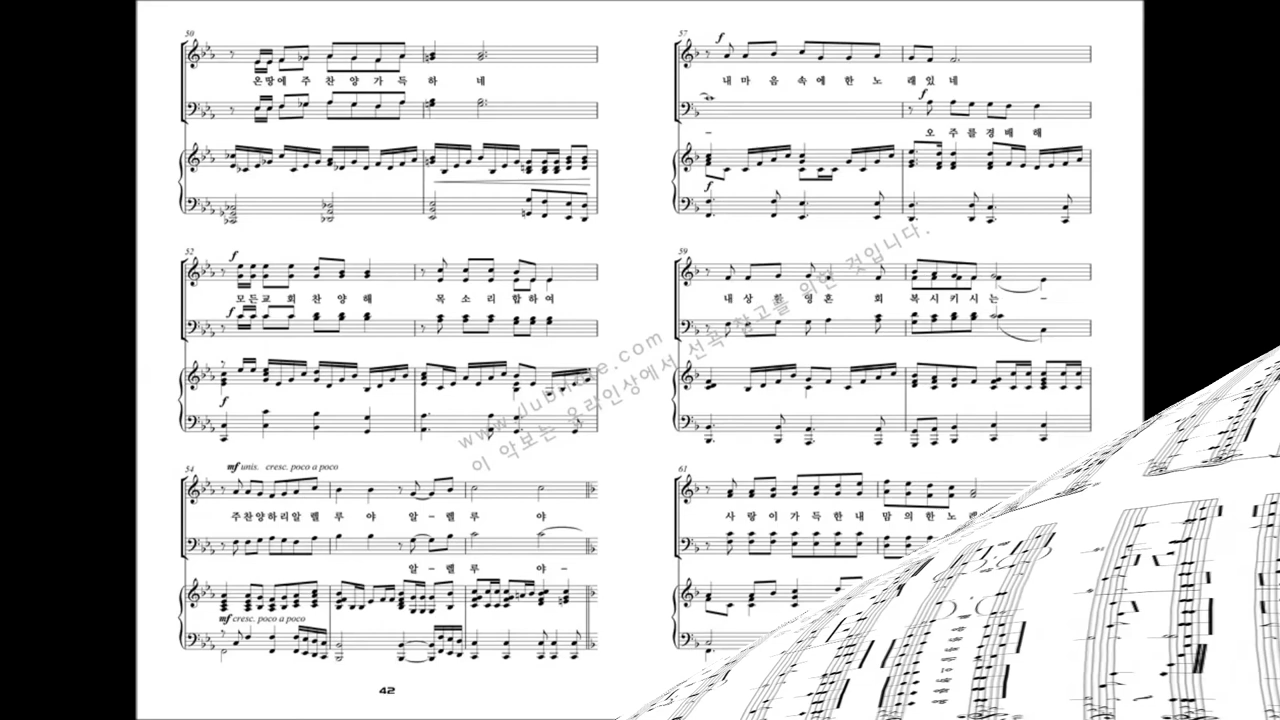 50
온땅에 주 찬 양 가 득 하 네
52
f
모든교 회 찬 양 해 목 소 리 합 하 여
f
f
54
mf unis. cresc. poco a poco
주찬양하리알 렐 루 야 알 - 렐 루 야
알 - 렐 루 야 -
mf cresc. poco a poco
42
57
f
내 마 음 속 에 한 노 래 있 네
f
- 오 주 를 경 배 해
f
59
내 상 한 영 혼 회 복 시 키 시 는 -
61
사 랑 이 가 득 한 내 맘 의 한 노
이 악보는 온라인상에서 선곡 참고를 위한 것입니다.